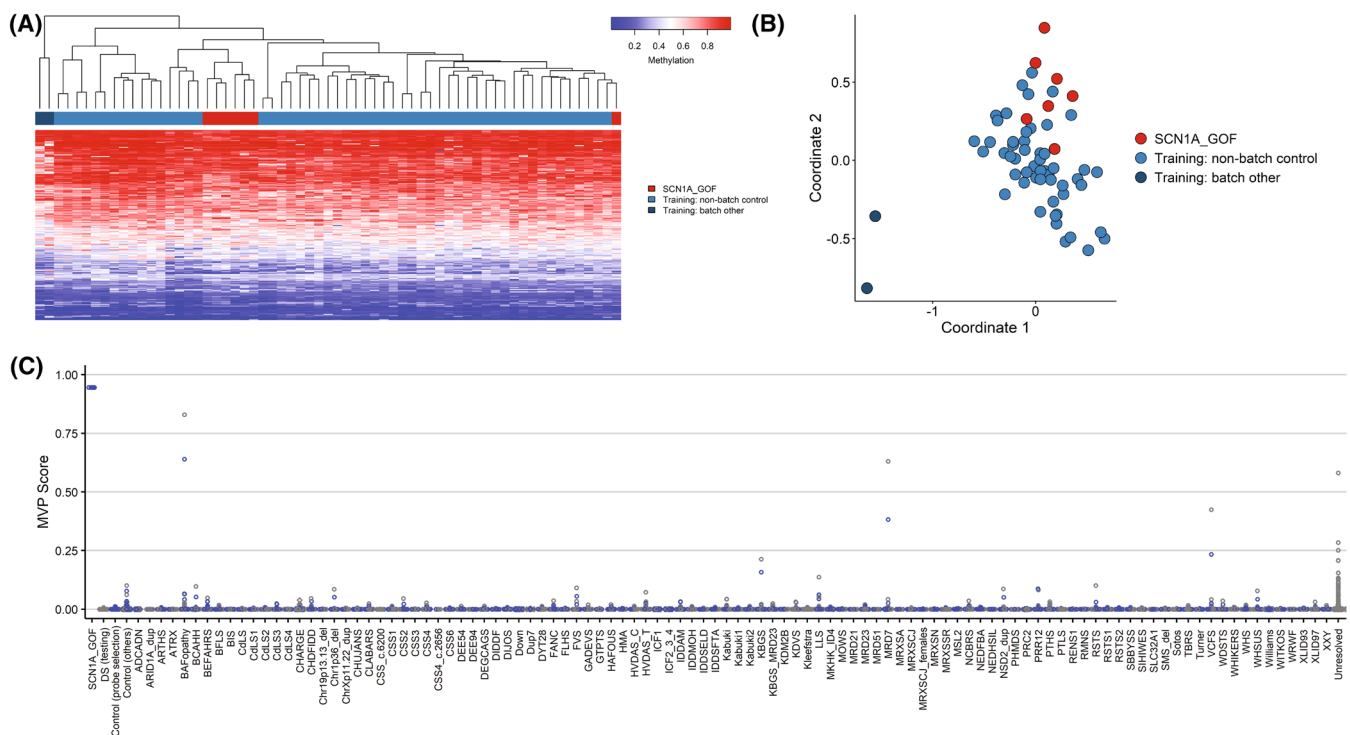 (A)
0.2 0.4 0.6 0.8
Methylation
SCN1A_GOF
Training: non-batch control
Training: batch other
(B)
Coordinate 2
0.5
0.0
-0.5
-1 0
Coordinate 1
SCN1A_GOF
Training: non-batch control
Training: batch other
(C)
MVP Score
1.00
0.75
0.50
0.25
0.00
SCN1A_GOF
DS (testing)
Control (probe selection)
Control (others)
ADCADN
ARID1A_dup
ARTHS
ATRX
BAFopathy
BCAHH
BEFAHRS
BFLS
BIS
CdLS
CdLS1
CdLS2
CdLS3
CdLS4
CHARGE
CHDFIDD
Chr19p13.13_del
Chr1p36_del
ChrXp11.22_dup
CHUJANS
CLABARS
CSS_c.6200
CSS1
CSS2
CSS3
CSS4
CSS4_c.2656
CSS6
DEE54
DEE94
DEGCAGS
DIDDF
DJUOS
Down
Dup7
DYT28
FANC
FLHS
FVS
GADEVS
GTPTS
HAFOUS
HMA
HVDAS_C
HVDAS_T
ICF1
ICF2_3_4
IDDAM
IDDMOH
IDDSELD
IDDSFTA
Kabuki
Kabuki1
Kabuki2
KBGS
KBGS_MRD23
KDM2B
KDVS
Kleefstra
LLS
MKHK_ID4
MOWS
MRD21
MRD23
MRD51
MRD7
MRXSA
MRXSCJ
MRXSCJ_females
MRXSN
MRXSSR
MSL2
NCBRS
NEDFBA
NEDHSIL
NSD2_dup
PHMDS
PRC2
PRR12
PTHS
PTLS
RENS1
RMNS
RSTS
RSTS1
RSTS2
SBBYSS
SIHIWES
SLC32A1
SMS_del
Sotos
TBRS
Turner
VCFS
WDSTS
WHIKERS
WHS
WHSUS
Williams
WITKOS
WRWF
XLID93
XLID97
XXY
Unresolved